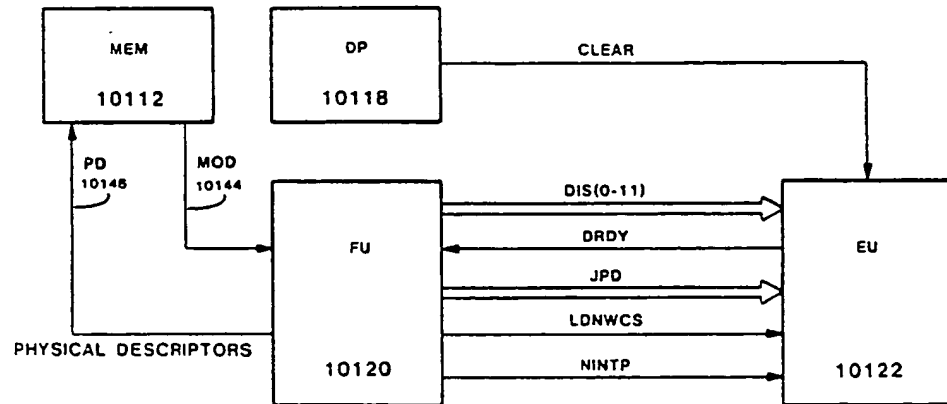 MEM
10112
DP
10118
CLEAR
PD
10146
MOD
10144
DIS(0-11)
DRDY
JPD
LDNWCS
NINTP
FU
10120
EU
10122
PHYSICAL DESCRIPTORS